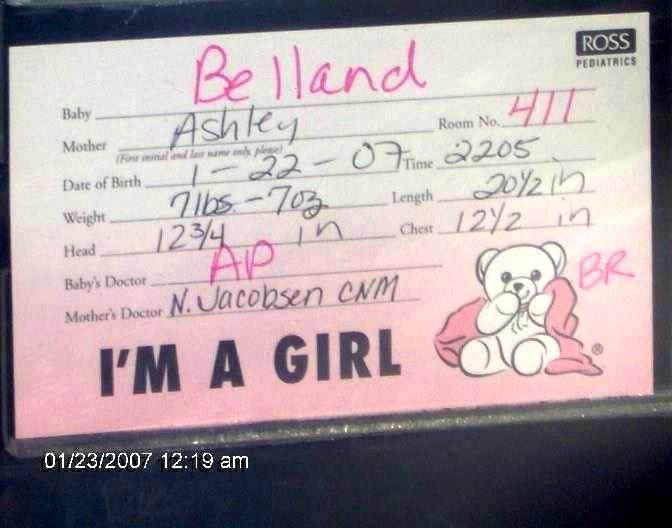 ROSS
PEDIATRICS
Baby Belland
Mother Ashley Room No. 411
(First initial and last name only, please)
Date of Birth 1-22-07 Time 2205
Weight 7lbs.-7oz Length 20 1/2 in
Head 12 3/4 in Chest 12 1/2 in
Baby's Doctor AP
Mother's Doctor N. Jacobsen CNM
BR
I'M A GIRL
®
01/23/2007 12:19 am